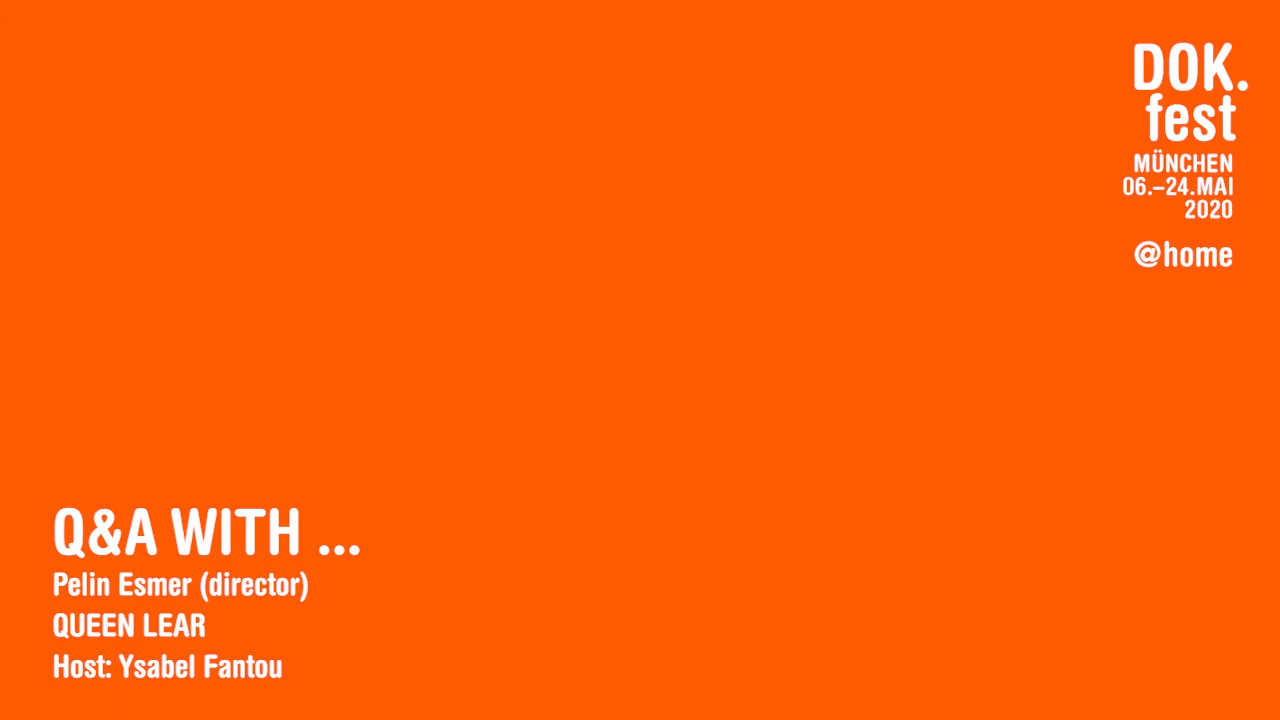 DOK.
fest
MÜNCHEN
06.–24.MAI
2020
@home
Q&A WITH ...
Pelin Esmer (director)
QUEEN LEAR
Host: Ysabel Fantou